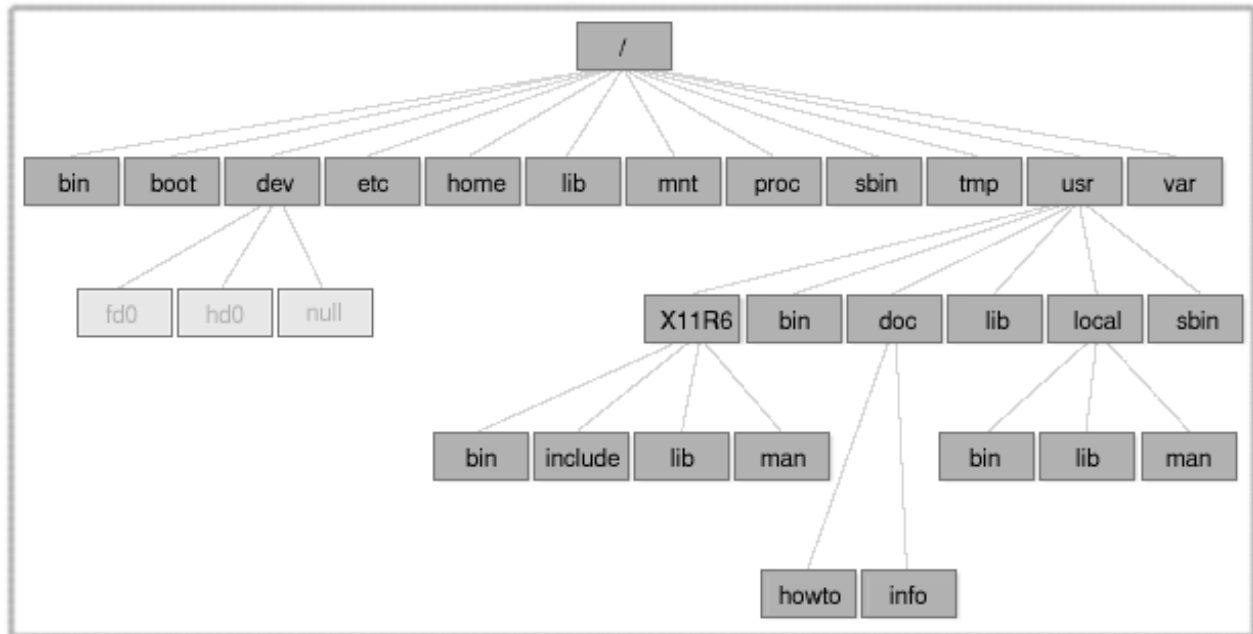 /
bin boot dev etc home lib mnt proc sbin tmp usr var
fd0 hd0 null X11R6 bin doc lib local sbin
bin include lib man bin lib man
howto info